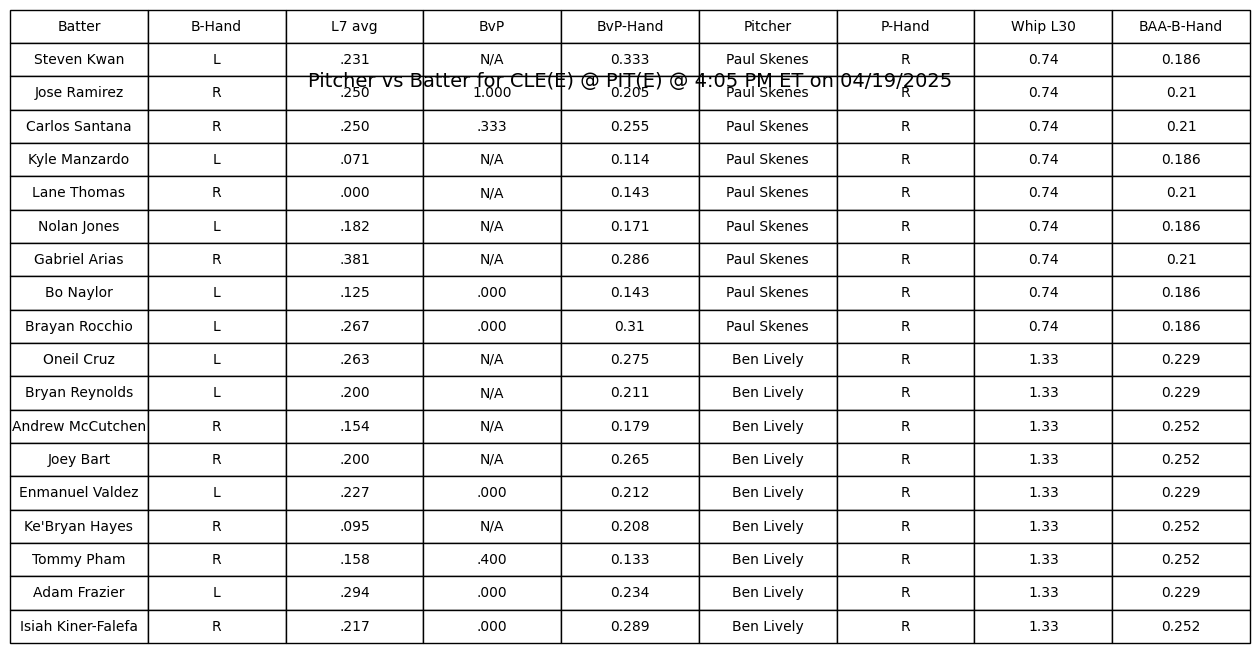 Batter B-Hand L7 avg BvP BvP-Hand Pitcher P-Hand Whip L30 BAA-B-Hand
Steven Kwan L .231 N/A 0.333 Paul Skenes R 0.74 0.186
Pitcher vs Batter for CLE(E) @ PIT(E) @ 4:05 PM ET on 04/19/2025
Jose Ramirez R .250 1.000 0.205 Paul Skenes R 0.74 0.21
Carlos Santana R .250 .333 0.255 Paul Skenes R 0.74 0.21
Kyle Manzardo L .071 N/A 0.114 Paul Skenes R 0.74 0.186
Lane Thomas R .000 N/A 0.143 Paul Skenes R 0.74 0.21
Nolan Jones L .182 N/A 0.171 Paul Skenes R 0.74 0.186
Gabriel Arias R .381 N/A 0.286 Paul Skenes R 0.74 0.21
Bo Naylor L .125 .000 0.143 Paul Skenes R 0.74 0.186
Brayan Rocchio L .267 .000 0.31 Paul Skenes R 0.74 0.186
Oneil Cruz L .263 N/A 0.275 Ben Lively R 1.33 0.229
Bryan Reynolds L .200 N/A 0.211 Ben Lively R 1.33 0.229
Andrew McCutchen R .154 N/A 0.179 Ben Lively R 1.33 0.252
Joey Bart R .200 N/A 0.265 Ben Lively R 1.33 0.252
Enmanuel Valdez L .227 .000 0.212 Ben Lively R 1.33 0.229
Ke'Bryan Hayes R .095 N/A 0.208 Ben Lively R 1.33 0.252
Tommy Pham R .158 .400 0.133 Ben Lively R 1.33 0.252
Adam Frazier L .294 .000 0.234 Ben Lively R 1.33 0.229
Isiah Kiner-Falefa R .217 .000 0.289 Ben Lively R 1.33 0.252